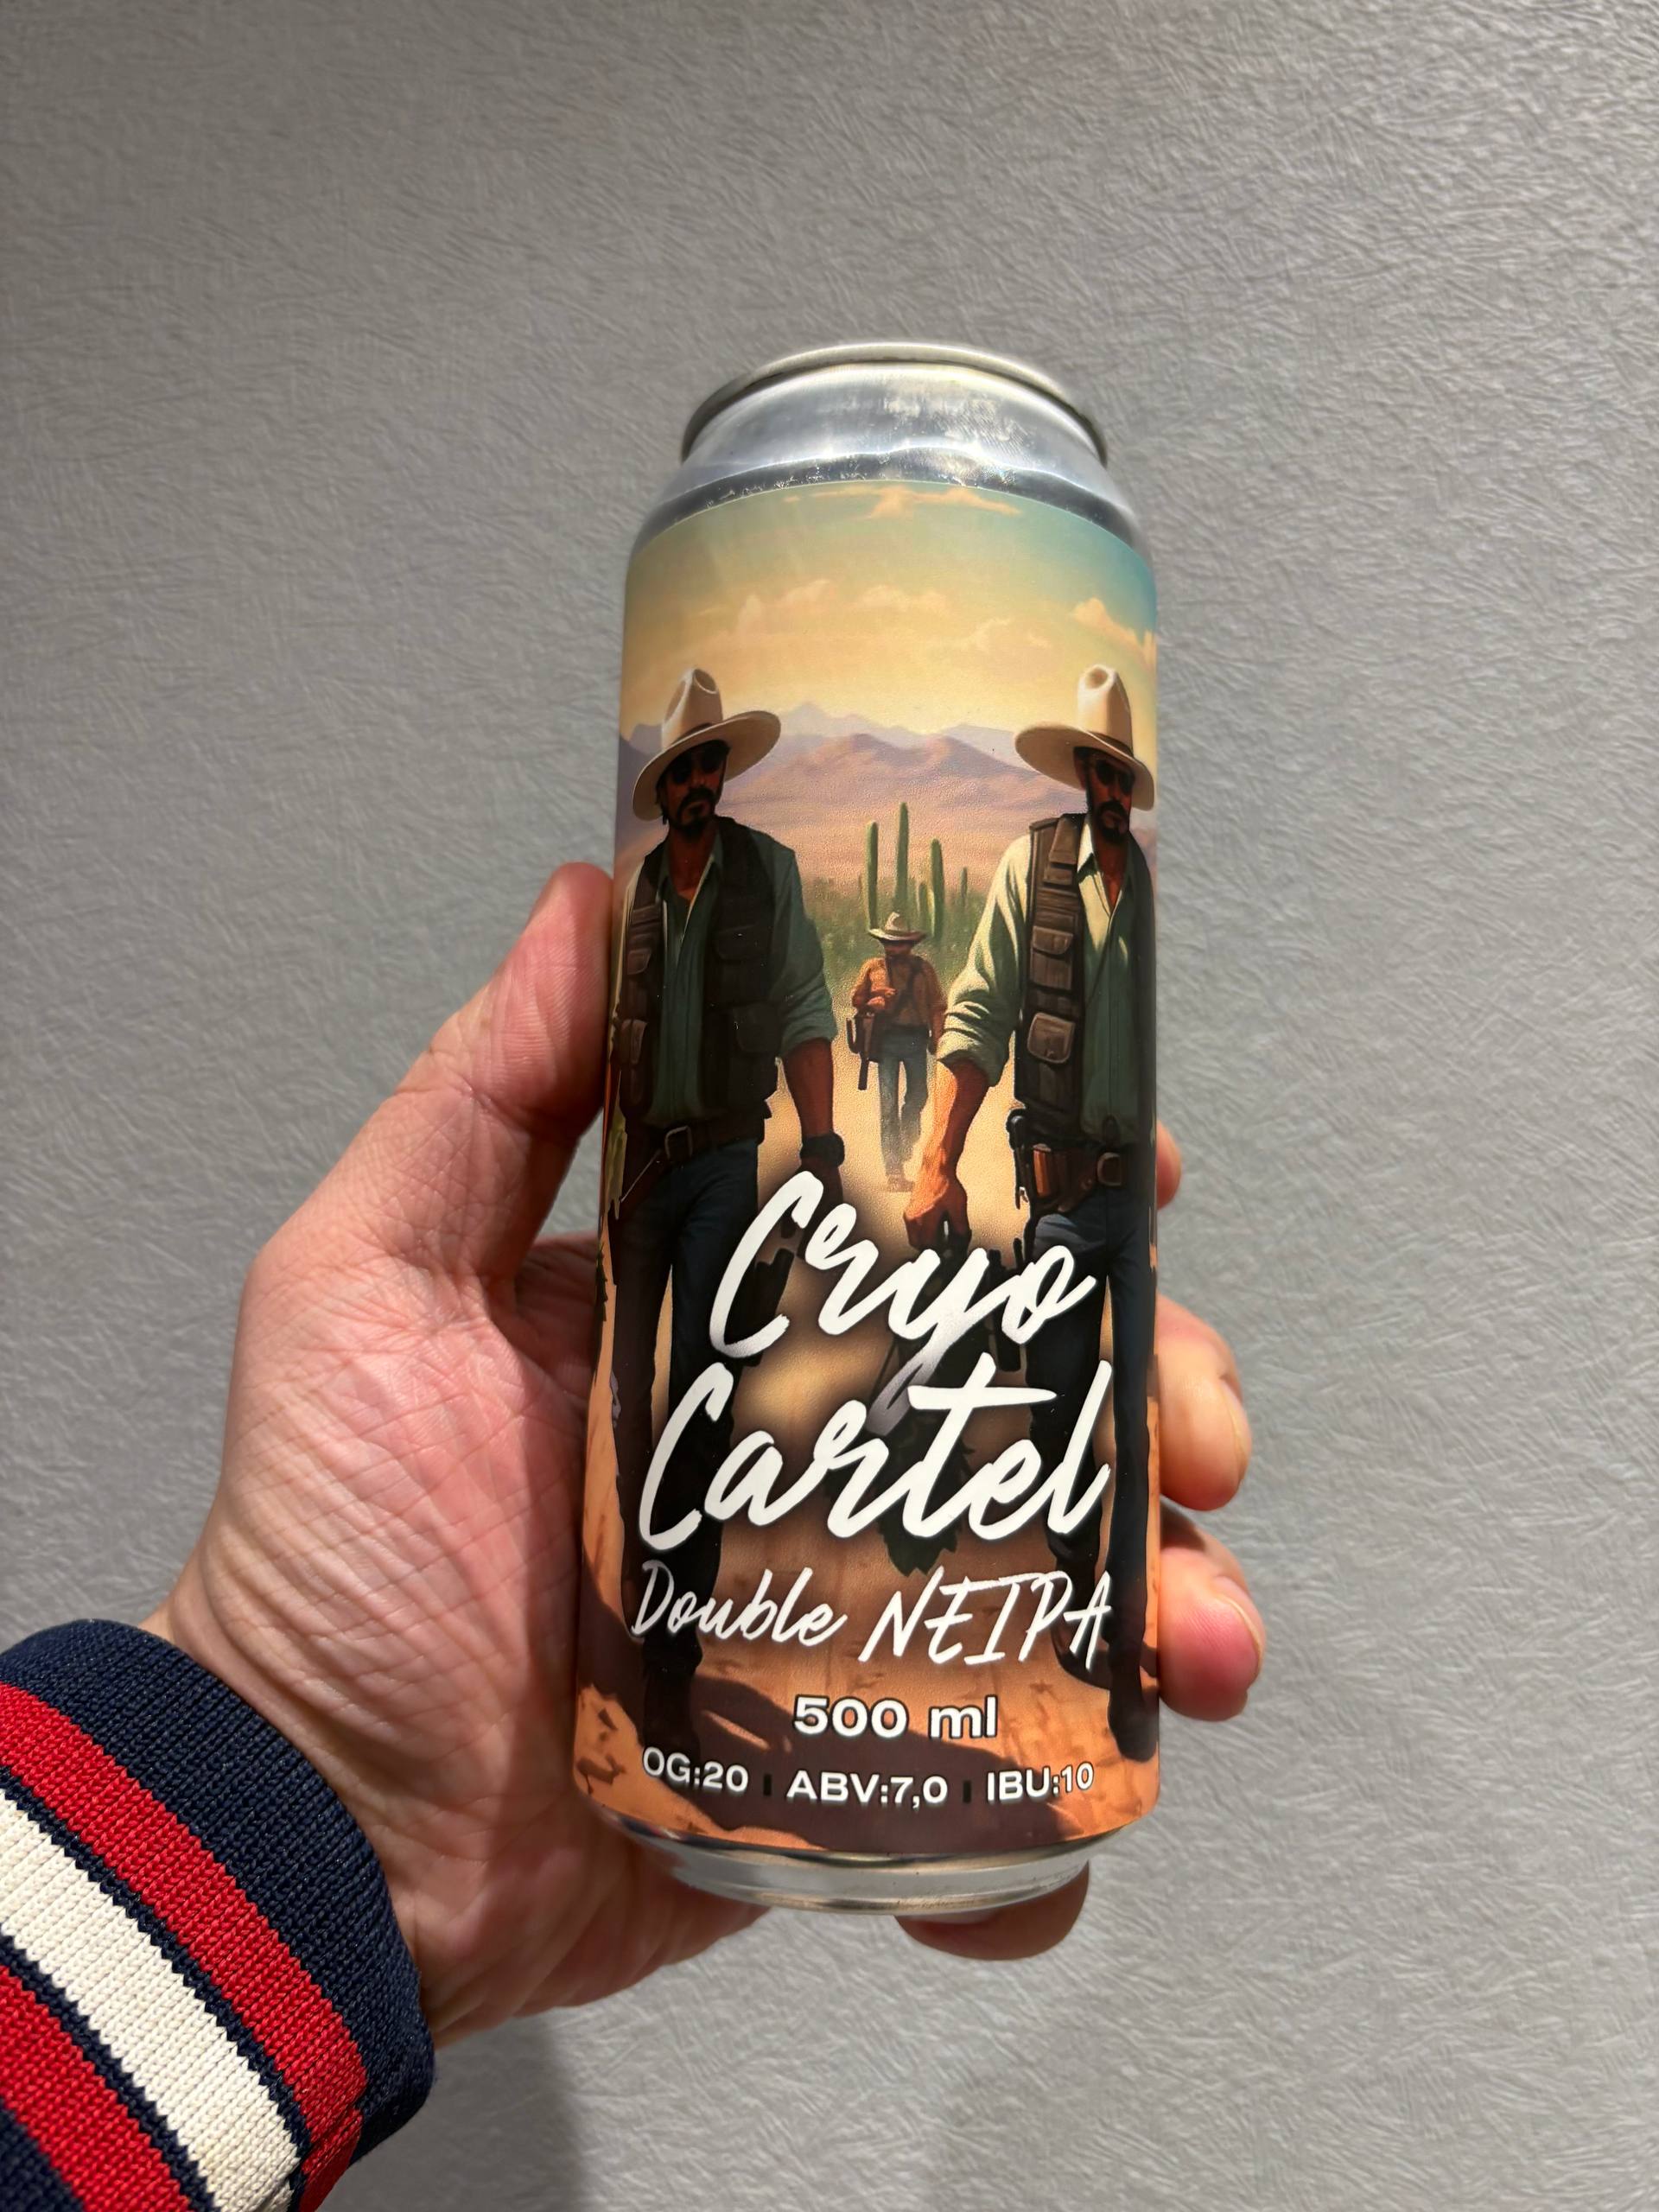 Cryo
Cartel
Double NEIPA
500 ml
OG:20 | ABV:7,0 | IBU:10